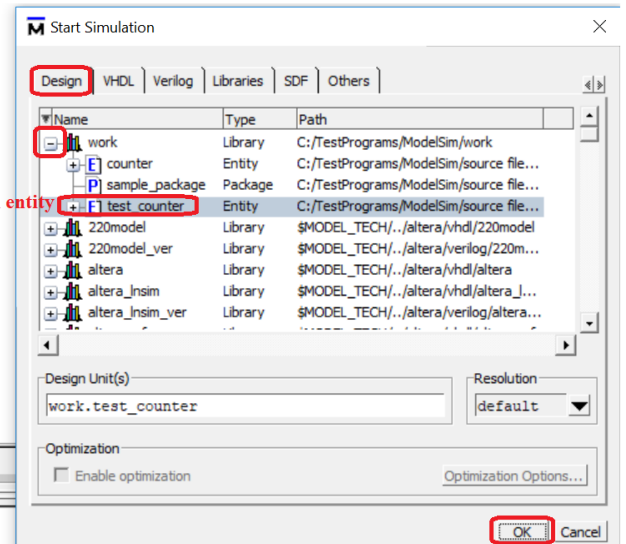 Start Simulation
Design VHDL Verilog Libraries SDF Others
Name Type Path
work Library C:/TestPrograms/ModelSim/work
counter Entity C:/TestPrograms/ModelSim/source file...
sample_package Package C:/TestPrograms/ModelSim/source file...
entity test_counter Entity C:/TestPrograms/ModelSim/source file...
220model Library $MODEL_TECH/../altera/vhdl/220model
220model_ver Library $MODEL_TECH/../altera/verilog/220m...
altera Library $MODEL_TECH/../altera/vhdl/altera
altera_lnsim Library $MODEL_TECH/../altera/vhdl/altera_l...
altera_lnsim_ver Library $MODEL_TECH/../altera/verilog/altera...
Design Unit(s) Resolution
work.test_counter default
Optimization
Enable optimization Optimization Options...
OK Cancel